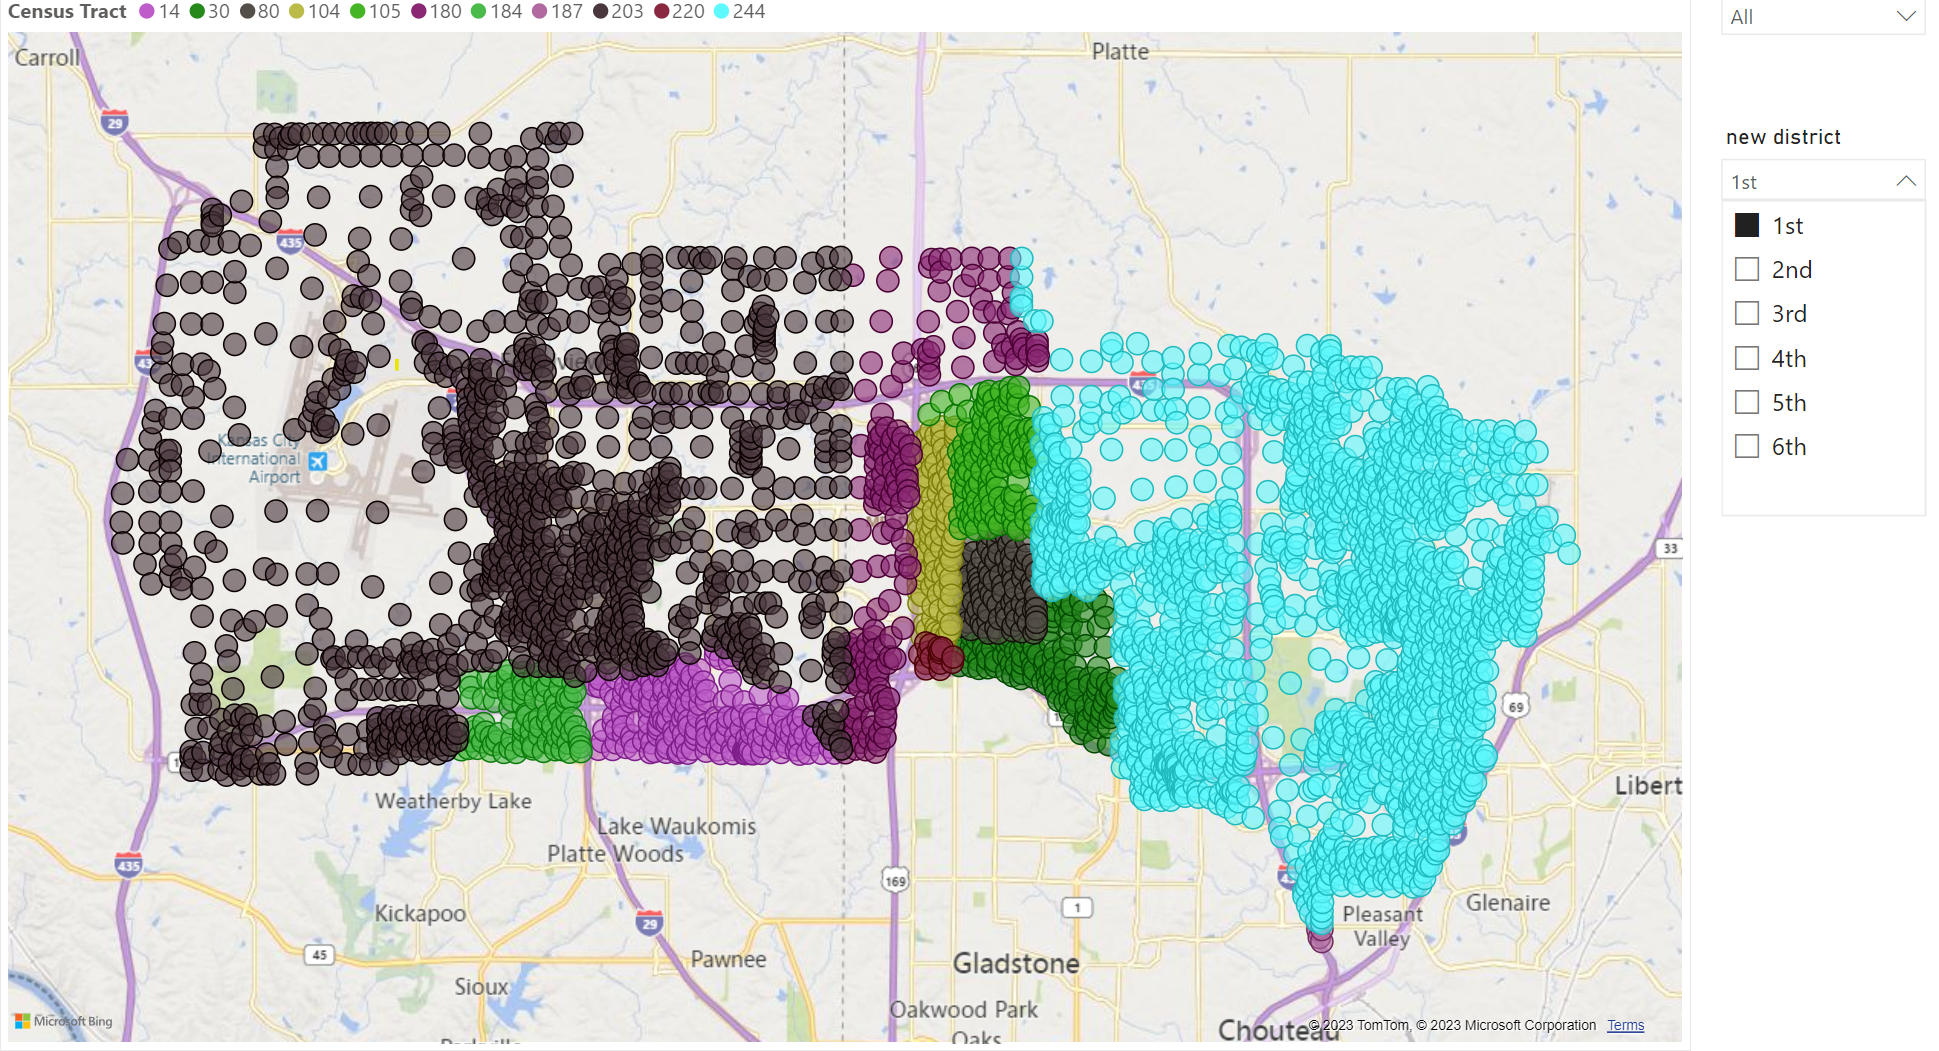 Census Tract 14 30 80 104 105 180 184 187 203 220 244
All
Carroll
Platte
29
new district
1st
435
1st
2nd
3rd
4th
5th
6th
Kansas City
International
Airport
33
69
Libert
Weatherby Lake
Lake Waukomis
Platte Woods
435
169
Kickapoo
29
1
Glenaire
Pleasant
Valley
45
Pawnee
Gladstone
Sioux
Oakwood Park
Oaks
Microsoft Bing
Chouteau
© 2023 TomTom, © 2023 Microsoft Corporation Terms